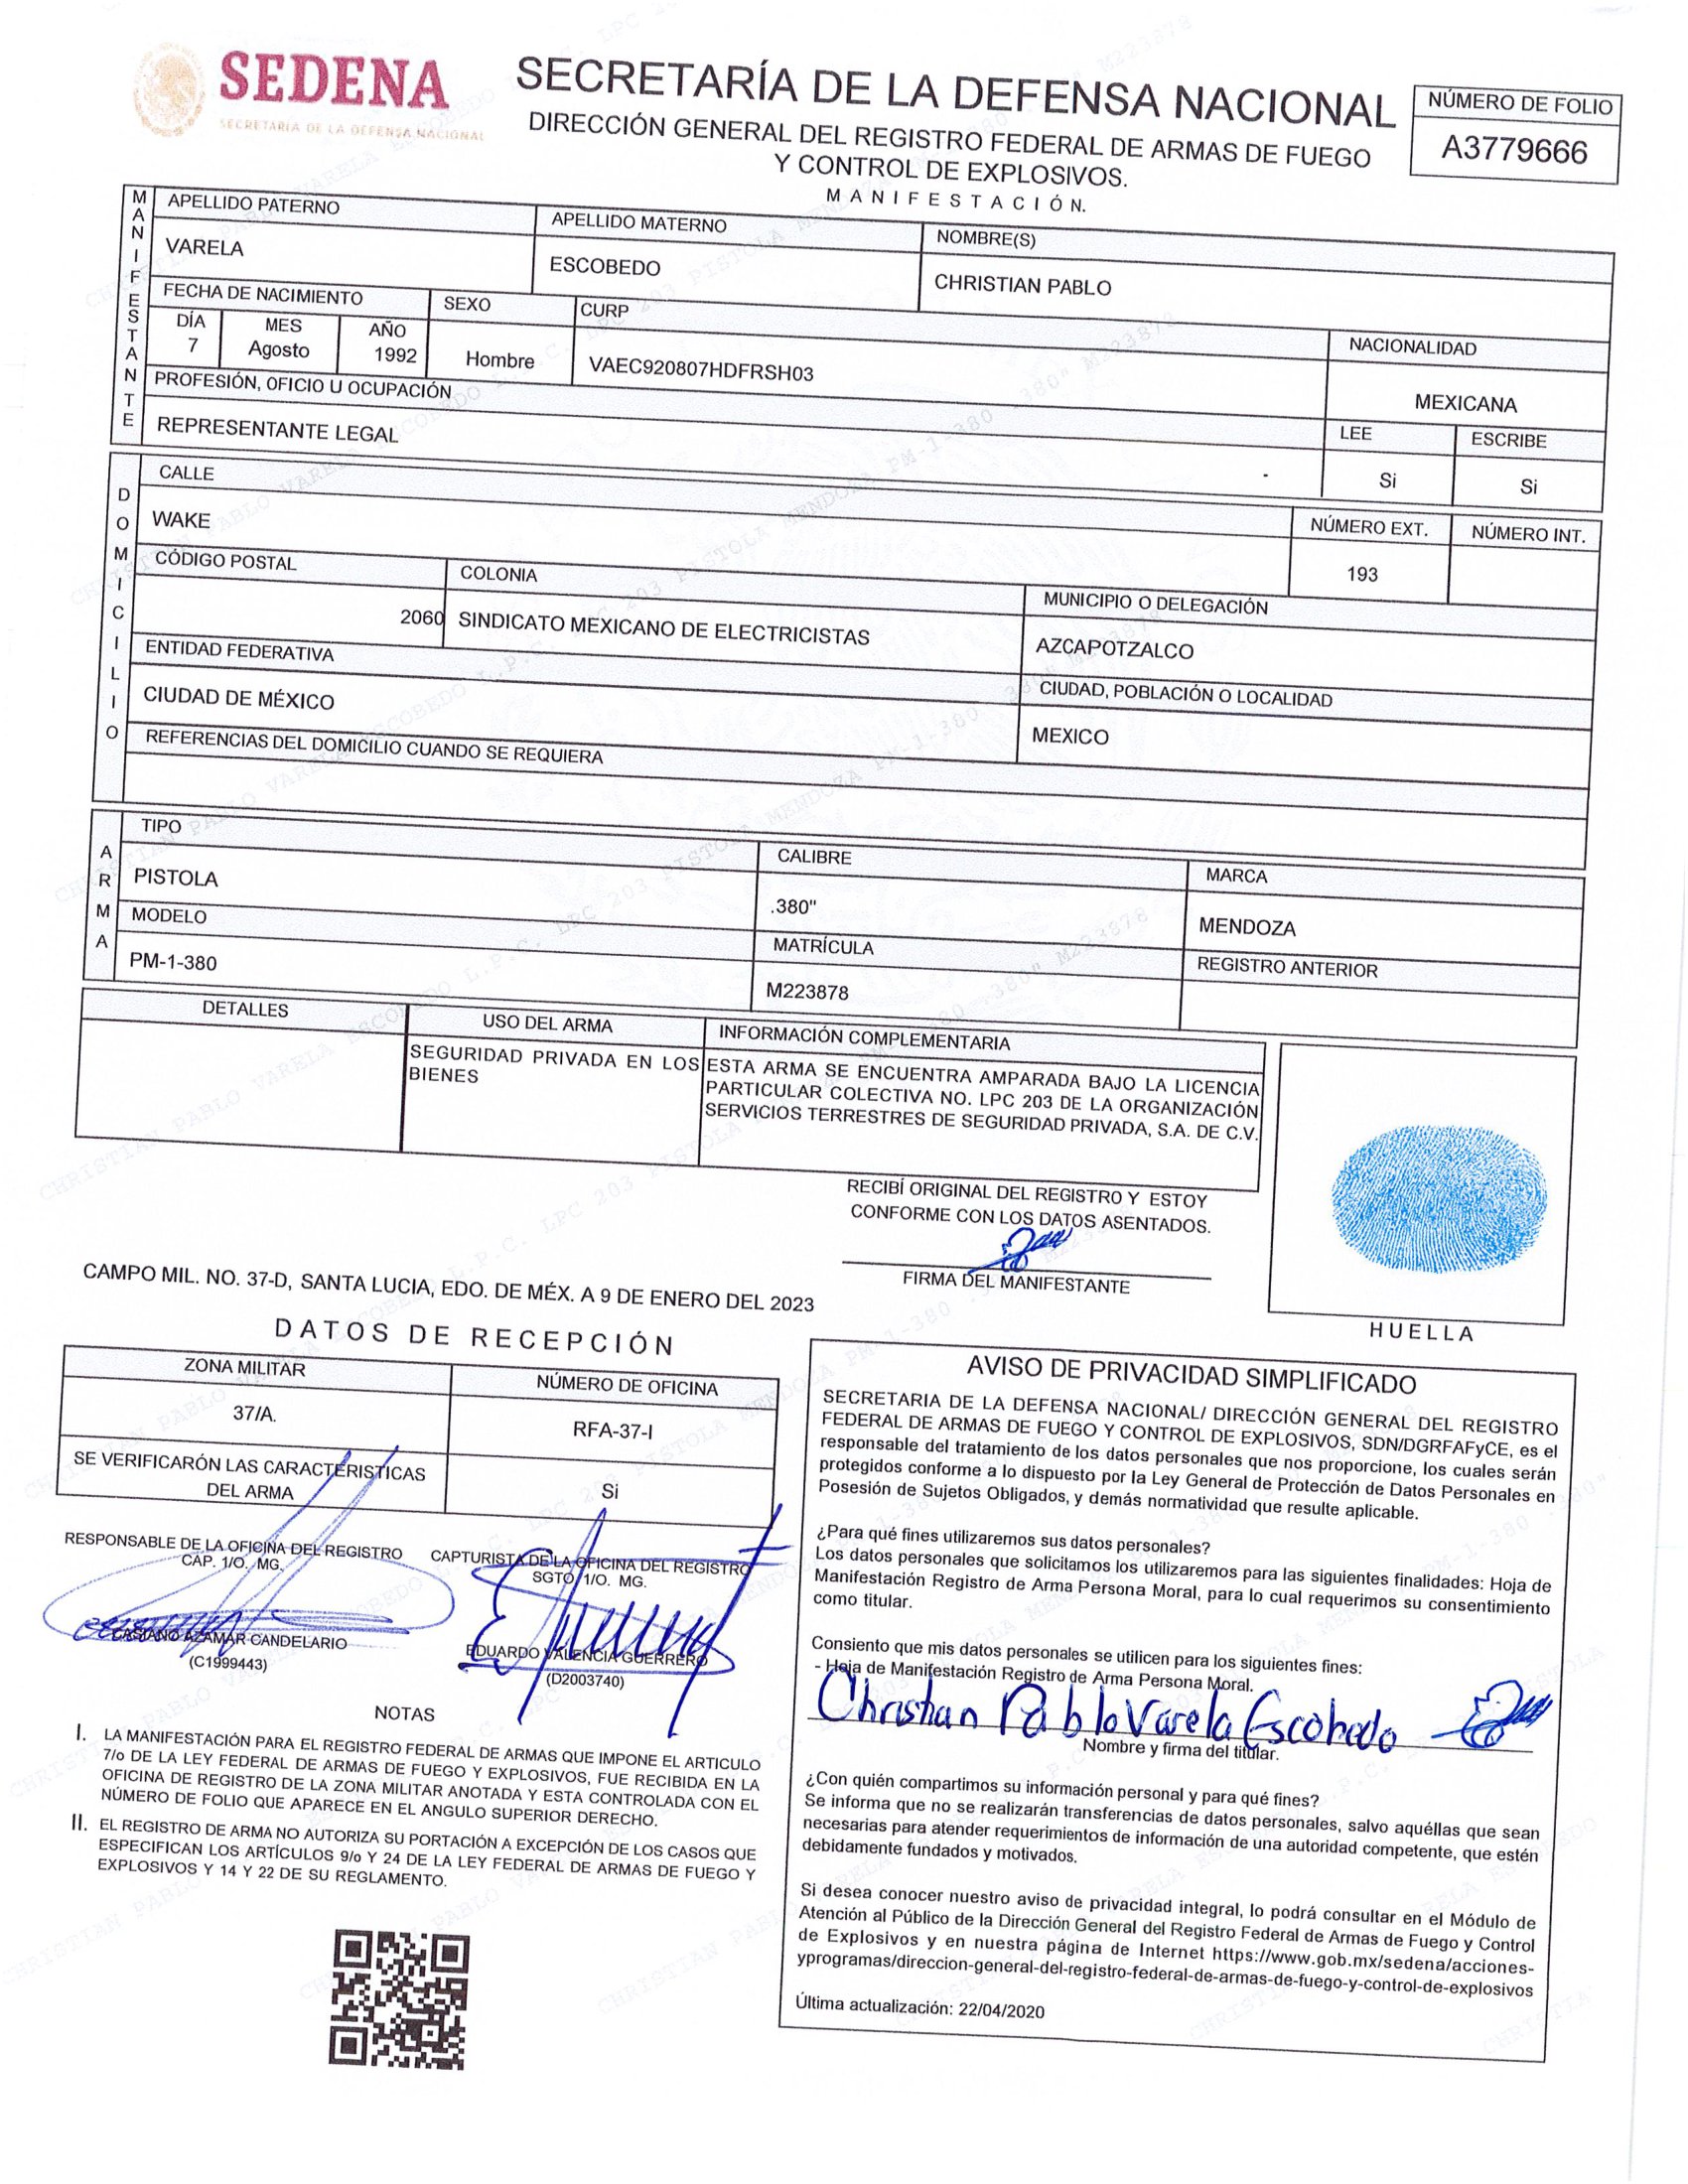 SEDENA
SECRETARÍA DE LA DEFENSA NACIONAL
SECRETARÍA DE LA DEFENSA NACIONAL
DIRECCIÓN GENERAL DEL REGISTRO FEDERAL DE ARMAS DE FUEGO
Y CONTROL DE EXPLOSIVOS.
MANIFESTACIÓN.
NÚMERO DE FOLIO
A3779666
MANIFESTANTE
APELLIDO PATERNO APELLIDO MATERNO NOMBRE(S)
VARELA ESCOBEDO CHRISTIAN PABLO
FECHA DE NACIMIENTO SEXO CURP NACIONALIDAD
DÍA MES AÑO
7 Agosto 1992 Hombre VAEC920807HDFRSH03 MEXICANA
PROFESIÓN, OFICIO U OCUPACIÓN LEE ESCRIBE
REPRESENTANTE LEGAL - Si Si
DOMICILIO
CALLE NÚMERO EXT. NÚMERO INT.
WAKE 193
CÓDIGO POSTAL COLONIA MUNICIPIO O DELEGACIÓN
2060 SINDICATO MEXICANO DE ELECTRICISTAS AZCAPOTZALCO
ENTIDAD FEDERATIVA CIUDAD, POBLACIÓN O LOCALIDAD
CIUDAD DE MÉXICO MEXICO
REFERENCIAS DEL DOMICILIO CUANDO SE REQUIERA
ARMA
TIPO CALIBRE MARCA
PISTOLA .380" MENDOZA
MODELO MATRÍCULA REGISTRO ANTERIOR
PM-1-380 M223878
DETALLES USO DEL ARMA INFORMACIÓN COMPLEMENTARIA
SEGURIDAD PRIVADA EN LOS
BIENES
ESTA ARMA SE ENCUENTRA AMPARADA BAJO LA LICENCIA
PARTICULAR COLECTIVA NO. LPC 203 DE LA ORGANIZACIÓN
SERVICIOS TERRESTRES DE SEGURIDAD PRIVADA, S.A. DE C.V.
RECIBÍ ORIGINAL DEL REGISTRO Y ESTOY
CONFORME CON LOS DATOS ASENTADOS.
FIRMA DEL MANIFESTANTE
HUELLA
CAMPO MIL. NO. 37-D, SANTA LUCIA, EDO. DE MÉX. A 9 DE ENERO DEL 2023
DATOS DE RECEPCIÓN
ZONA MILITAR NÚMERO DE OFICINA
37/A. RFA-37-I
SE VERIFICARÓN LAS CARACTERISTICAS
DEL ARMA
Si
RESPONSABLE DE LA OFICINA DEL REGISTRO
CAP. 1/O. MG.
CASIANO AZAMAR CANDELARIO
(C1999443)
CAPTURISTA DE LA OFICINA DEL REGISTRO
SGTO 1/O. MG.
EDUARDO VALENCIA GUERRERO
(D2003740)
NOTAS
I. LA MANIFESTACIÓN PARA EL REGISTRO FEDERAL DE ARMAS QUE IMPONE EL ARTICULO
7/o DE LA LEY FEDERAL DE ARMAS DE FUEGO Y EXPLOSIVOS, FUE RECIBIDA EN LA
OFICINA DE REGISTRO DE LA ZONA MILITAR ANOTADA Y ESTA CONTROLADA CON EL
NÚMERO DE FOLIO QUE APARECE EN EL ANGULO SUPERIOR DERECHO.
II. EL REGISTRO DE ARMA NO AUTORIZA SU PORTACIÓN A EXCEPCIÓN DE LOS CASOS QUE
ESPECIFICAN LOS ARTÍCULOS 9/o Y 24 DE LA LEY FEDERAL DE ARMAS DE FUEGO Y
EXPLOSIVOS Y 14 Y 22 DE SU REGLAMENTO.
AVISO DE PRIVACIDAD SIMPLIFICADO
SECRETARIA DE LA DEFENSA NACIONAL/ DIRECCIÓN GENERAL DEL REGISTRO
FEDERAL DE ARMAS DE FUEGO Y CONTROL DE EXPLOSIVOS, SDN/DGRFAFyCE, es el
responsable del tratamiento de los datos personales que nos proporcione, los cuales serán
protegidos conforme a lo dispuesto por la Ley General de Protección de Datos Personales en
Posesión de Sujetos Obligados, y demás normatividad que resulte aplicable.
¿Para qué fines utilizaremos sus datos personales?
Los datos personales que solicitamos los utilizaremos para las siguientes finalidades: Hoja de
Manifestación Registro de Arma Persona Moral, para lo cual requerimos su consentimiento
como titular.
Consiento que mis datos personales se utilicen para los siguientes fines:
- Hoja de Manifestación Registro de Arma Persona Moral.
Christian Pablo Varela Escobedo
Nombre y firma del titular.
¿Con quién compartimos su información personal y para qué fines?
Se informa que no se realizarán transferencias de datos personales, salvo aquéllas que sean
necesarias para atender requerimientos de información de una autoridad competente, que estén
debidamente fundados y motivados.
Si desea conocer nuestro aviso de privacidad integral, lo podrá consultar en el Módulo de
Atención al Público de la Dirección General del Registro Federal de Armas de Fuego y Control
de Explosivos y en nuestra página de Internet https://www.gob.mx/sedena/acciones-
yprogramas/direccion-general-del-registro-federal-de-armas-de-fuego-y-control-de-explosivos
Última actualización: 22/04/2020